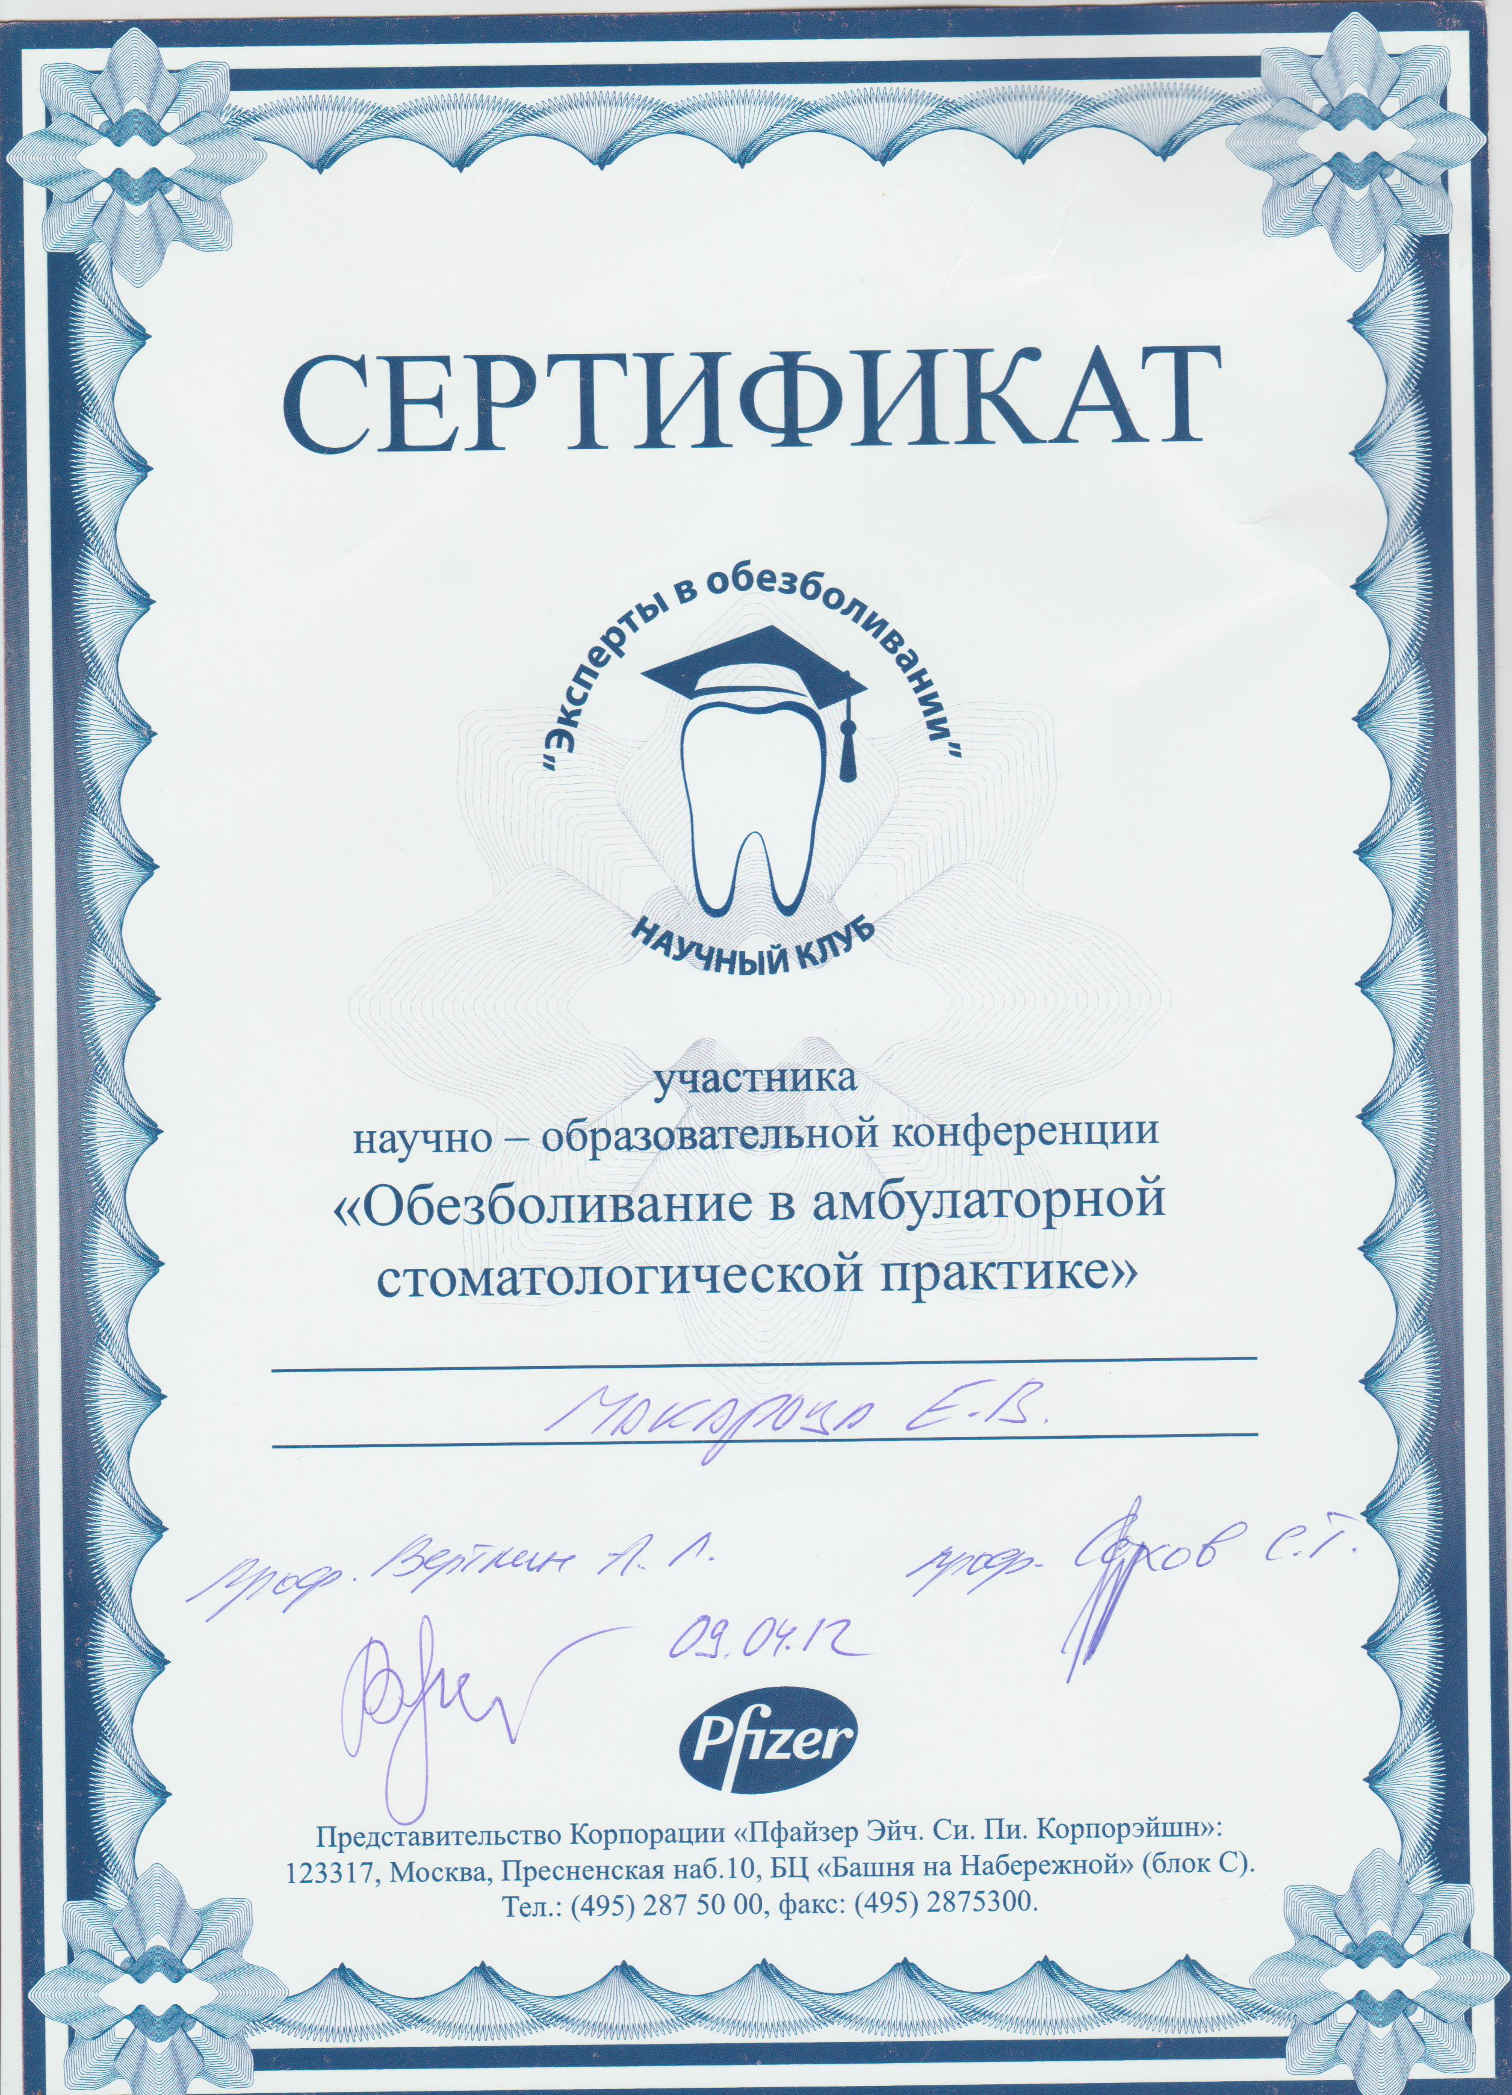 СЕРТИФИКАТ
“Эксперты в обезболивании”
НАУЧНЫЙ КЛУБ
участника
научно – образовательной конференции
«Обезболивание в амбулаторной
стоматологической практике»
Е.В.
проф. Верткин А. Л. проф. С.Т.
09.04.12
Pfizer
Представительство Корпорации «Пфайзер Эйч. Си. Пи. Корпорэйшн»:
123317, Москва, Пресненская наб.10, БЦ «Башня на Набережной» (блок С).
Тел.: (495) 287 50 00, факс: (495) 2875300.